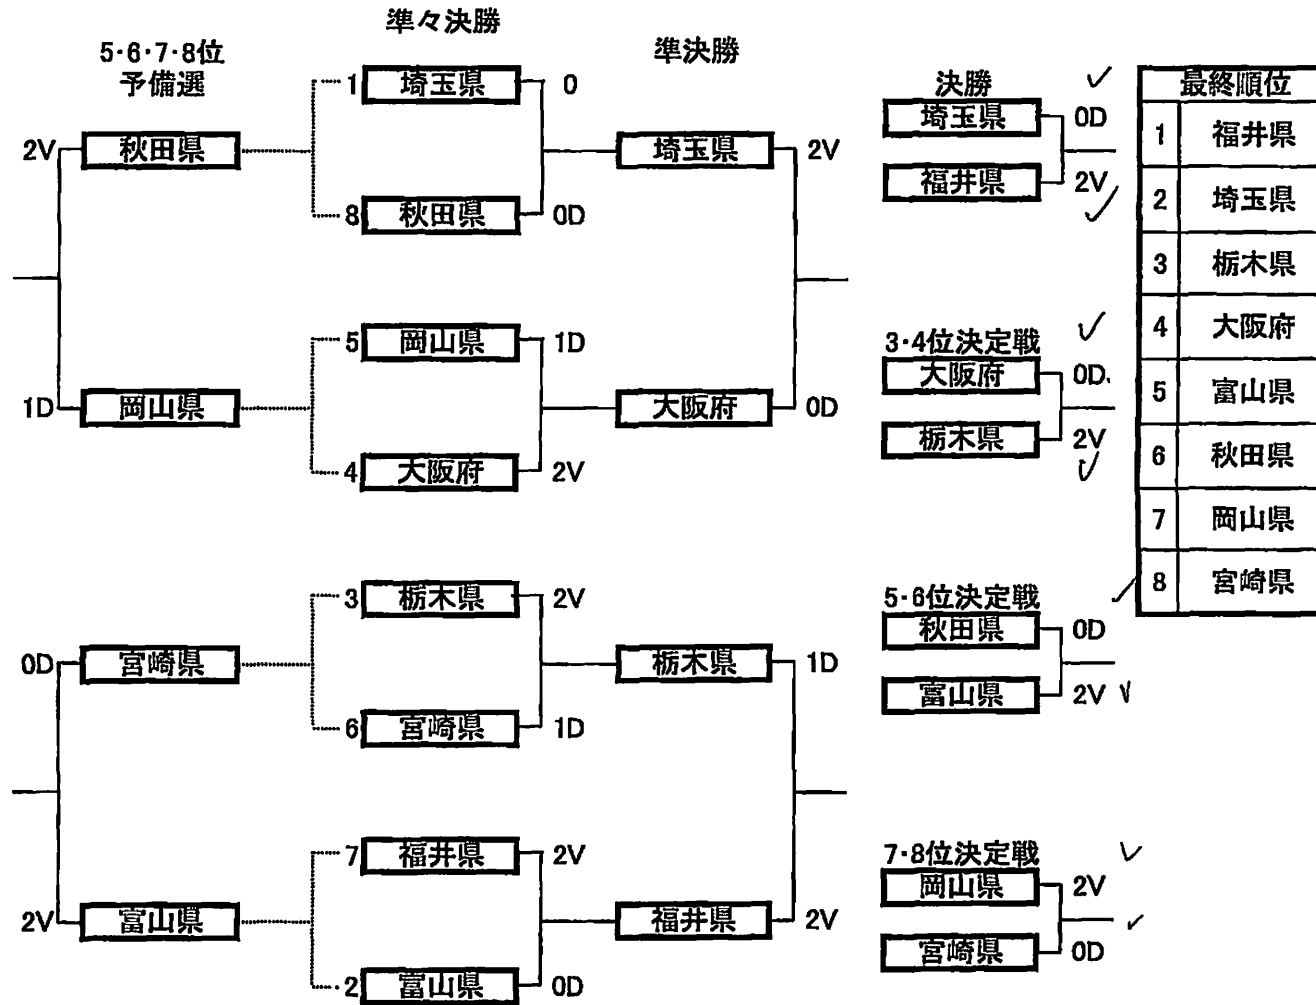 準々決勝
5・6・7・8位
予備選
準決勝
決勝
最終順位
1 埼玉県 0
埼玉県 0D
2V 秋田県
埼玉県 2V
1 福井県
8 秋田県 0D
福井県 2V
2 埼玉県
3 栃木県
5 岡山県 1D
3・4位決定戦
4 大阪府
大阪府 0D
1D 岡山県
大阪府 0D
5 富山県
4 大阪府 2V
栃木県 2V
6 秋田県
7 岡山県
3 栃木県 2V
5・6位決定戦
8 宮崎県
秋田県 0D
0D 宮崎県
栃木県 1D
6 宮崎県 1D
富山県 2V
7 福井県 2V
7・8位決定戦
岡山県 2V
2V 富山県
福井県 2V
2 富山県 0D
宮崎県 0D